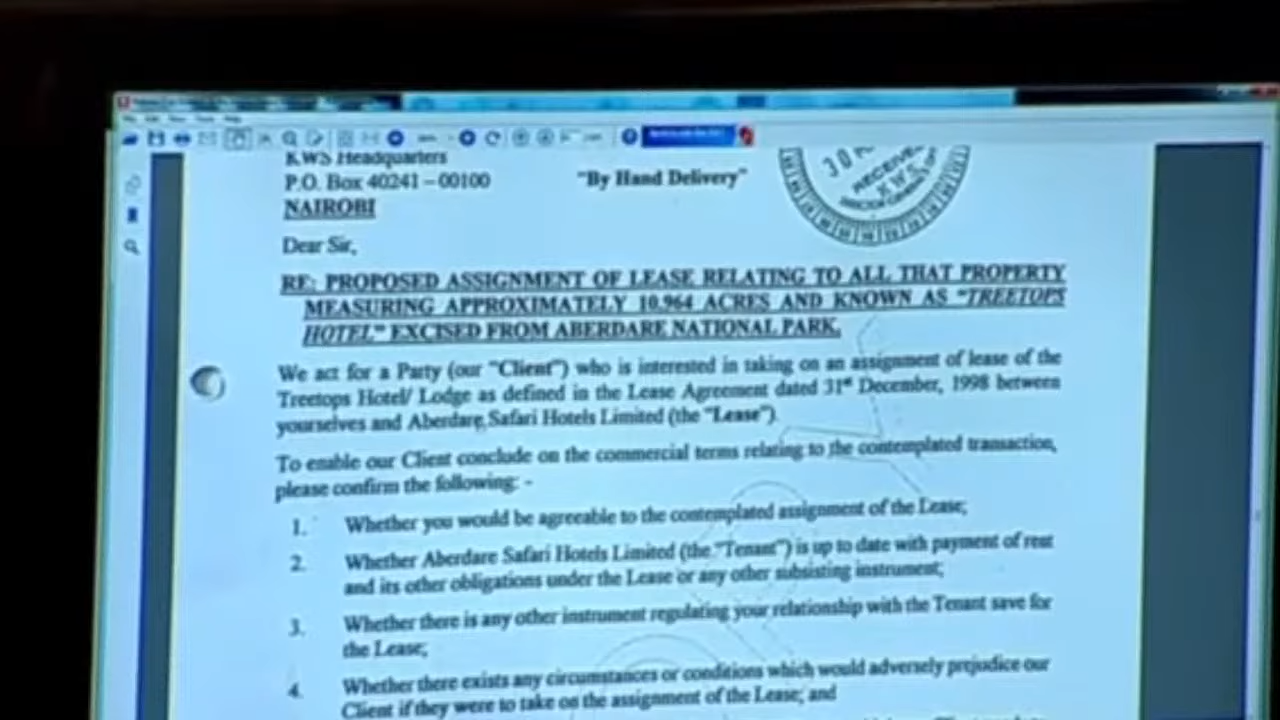 KWS Headquarters
P.O. Box 40241 – 00100
"By Hand Delivery"
NAIROBI
30
RECEIVED
KWS
Dear Sir,
RE: PROPOSED ASSIGNMENT OF LEASE RELATING TO ALL THAT PROPERTY
MEASURING APPROXIMATELY 10.964 ACRES AND KNOWN AS "TREETOPS
HOTEL" EXCISED FROM ABERDARE NATIONAL PARK.
We act for a Party (our "Client") who is interested in taking on an assignment of lease of the
Treetops Hotel/ Lodge as defined in the Lease Agreement dated 31st December, 1998 between
yourselves and Aberdare Safari Hotels Limited (the "Lease").
To enable our Client conclude on the commercial terms relating to the contemplated transaction,
please confirm the following: -
1. Whether you would be agreeable to the contemplated assignment of the Lease;
2. Whether Aberdare Safari Hotels Limited (the "Tenant") is up to date with payment of rent
and its other obligations under the Lease or any other subsisting instrument;
3. Whether there is any other instrument regulating your relationship with the Tenant save for
the Lease;
4. Whether there exists any circumstances or conditions which would adversely prejudice our
Client if they were to take on the assignment of the Lease; and